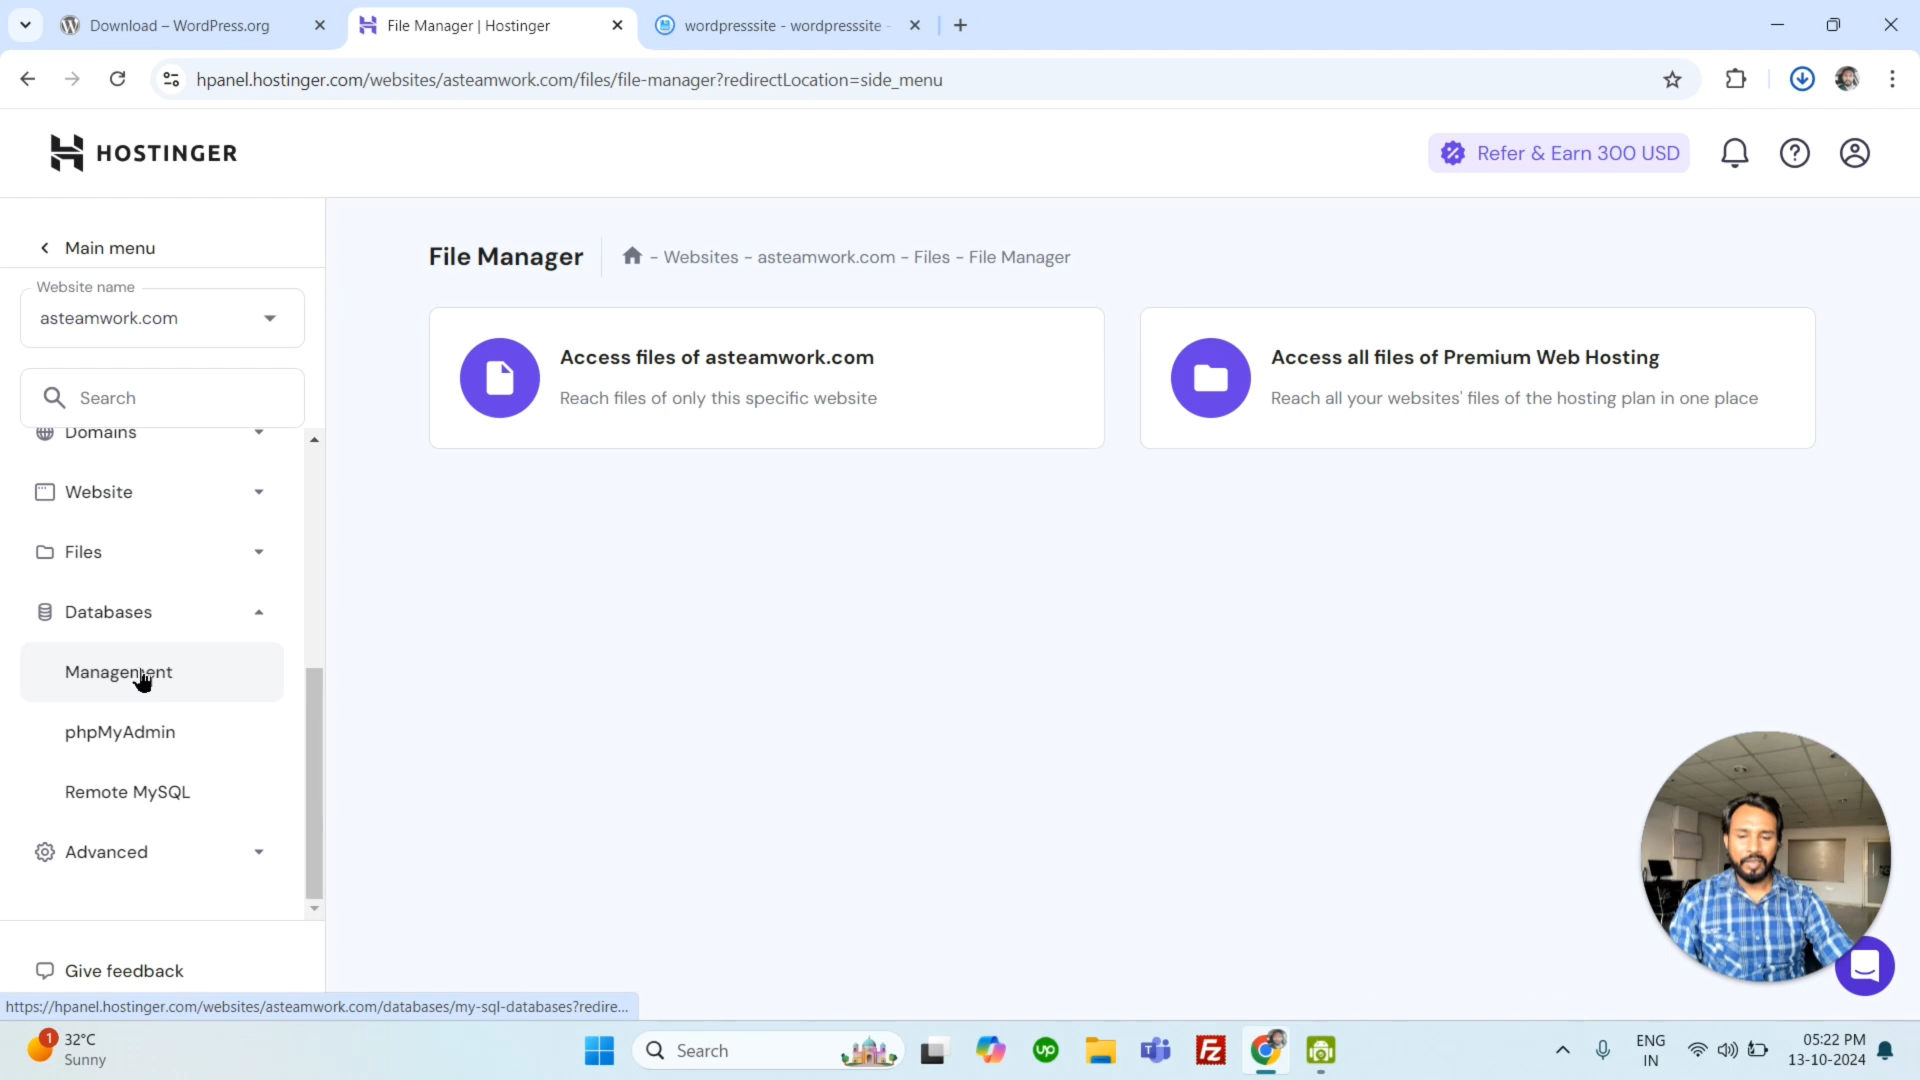 Download – WordPress.org
File Manager | Hostinger
wordpresssite - wordpresssite -
hpanel.hostinger.com/websites/asteamwork.com/files/file-manager?redirectLocation=side_menu
HOSTINGER
Refer & Earn 300 USD
Main menu
Website name
asteamwork.com
Search
Domains
Website
Files
Databases
Management
phpMyAdmin
Remote MySQL
Advanced
Give feedback
File Manager
- Websites - asteamwork.com - Files - File Manager
Access files of asteamwork.com
Reach files of only this specific website
Access all files of Premium Web Hosting
Reach all your websites' files of the hosting plan in one place
https://hpanel.hostinger.com/websites/asteamwork.com/databases/my-sql-databases?redire...
1
32°C
Sunny
Search
up
Fz
ENG
IN
05:22 PM
13-10-2024